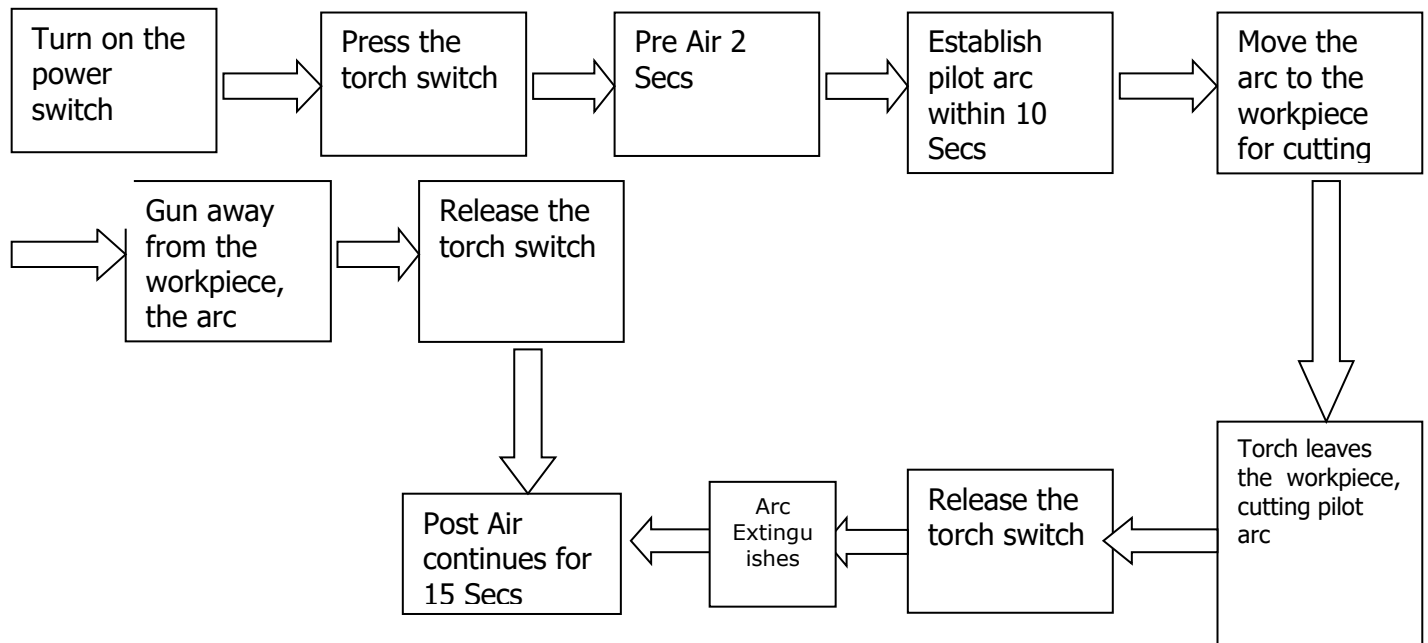 Turn on the
power
switch
Press the
torch switch
Pre Air 2
Secs
Establish
pilot arc
within 10
Secs
Move the
arc to the
workpiece
for cutting
Gun away
from the
workpiece,
the arc
Release the
torch switch
Torch leaves
the workpiece,
cutting pilot
arc
Release the
torch switch
Arc
Extingu
ishes
Post Air
continues for
15 Secs